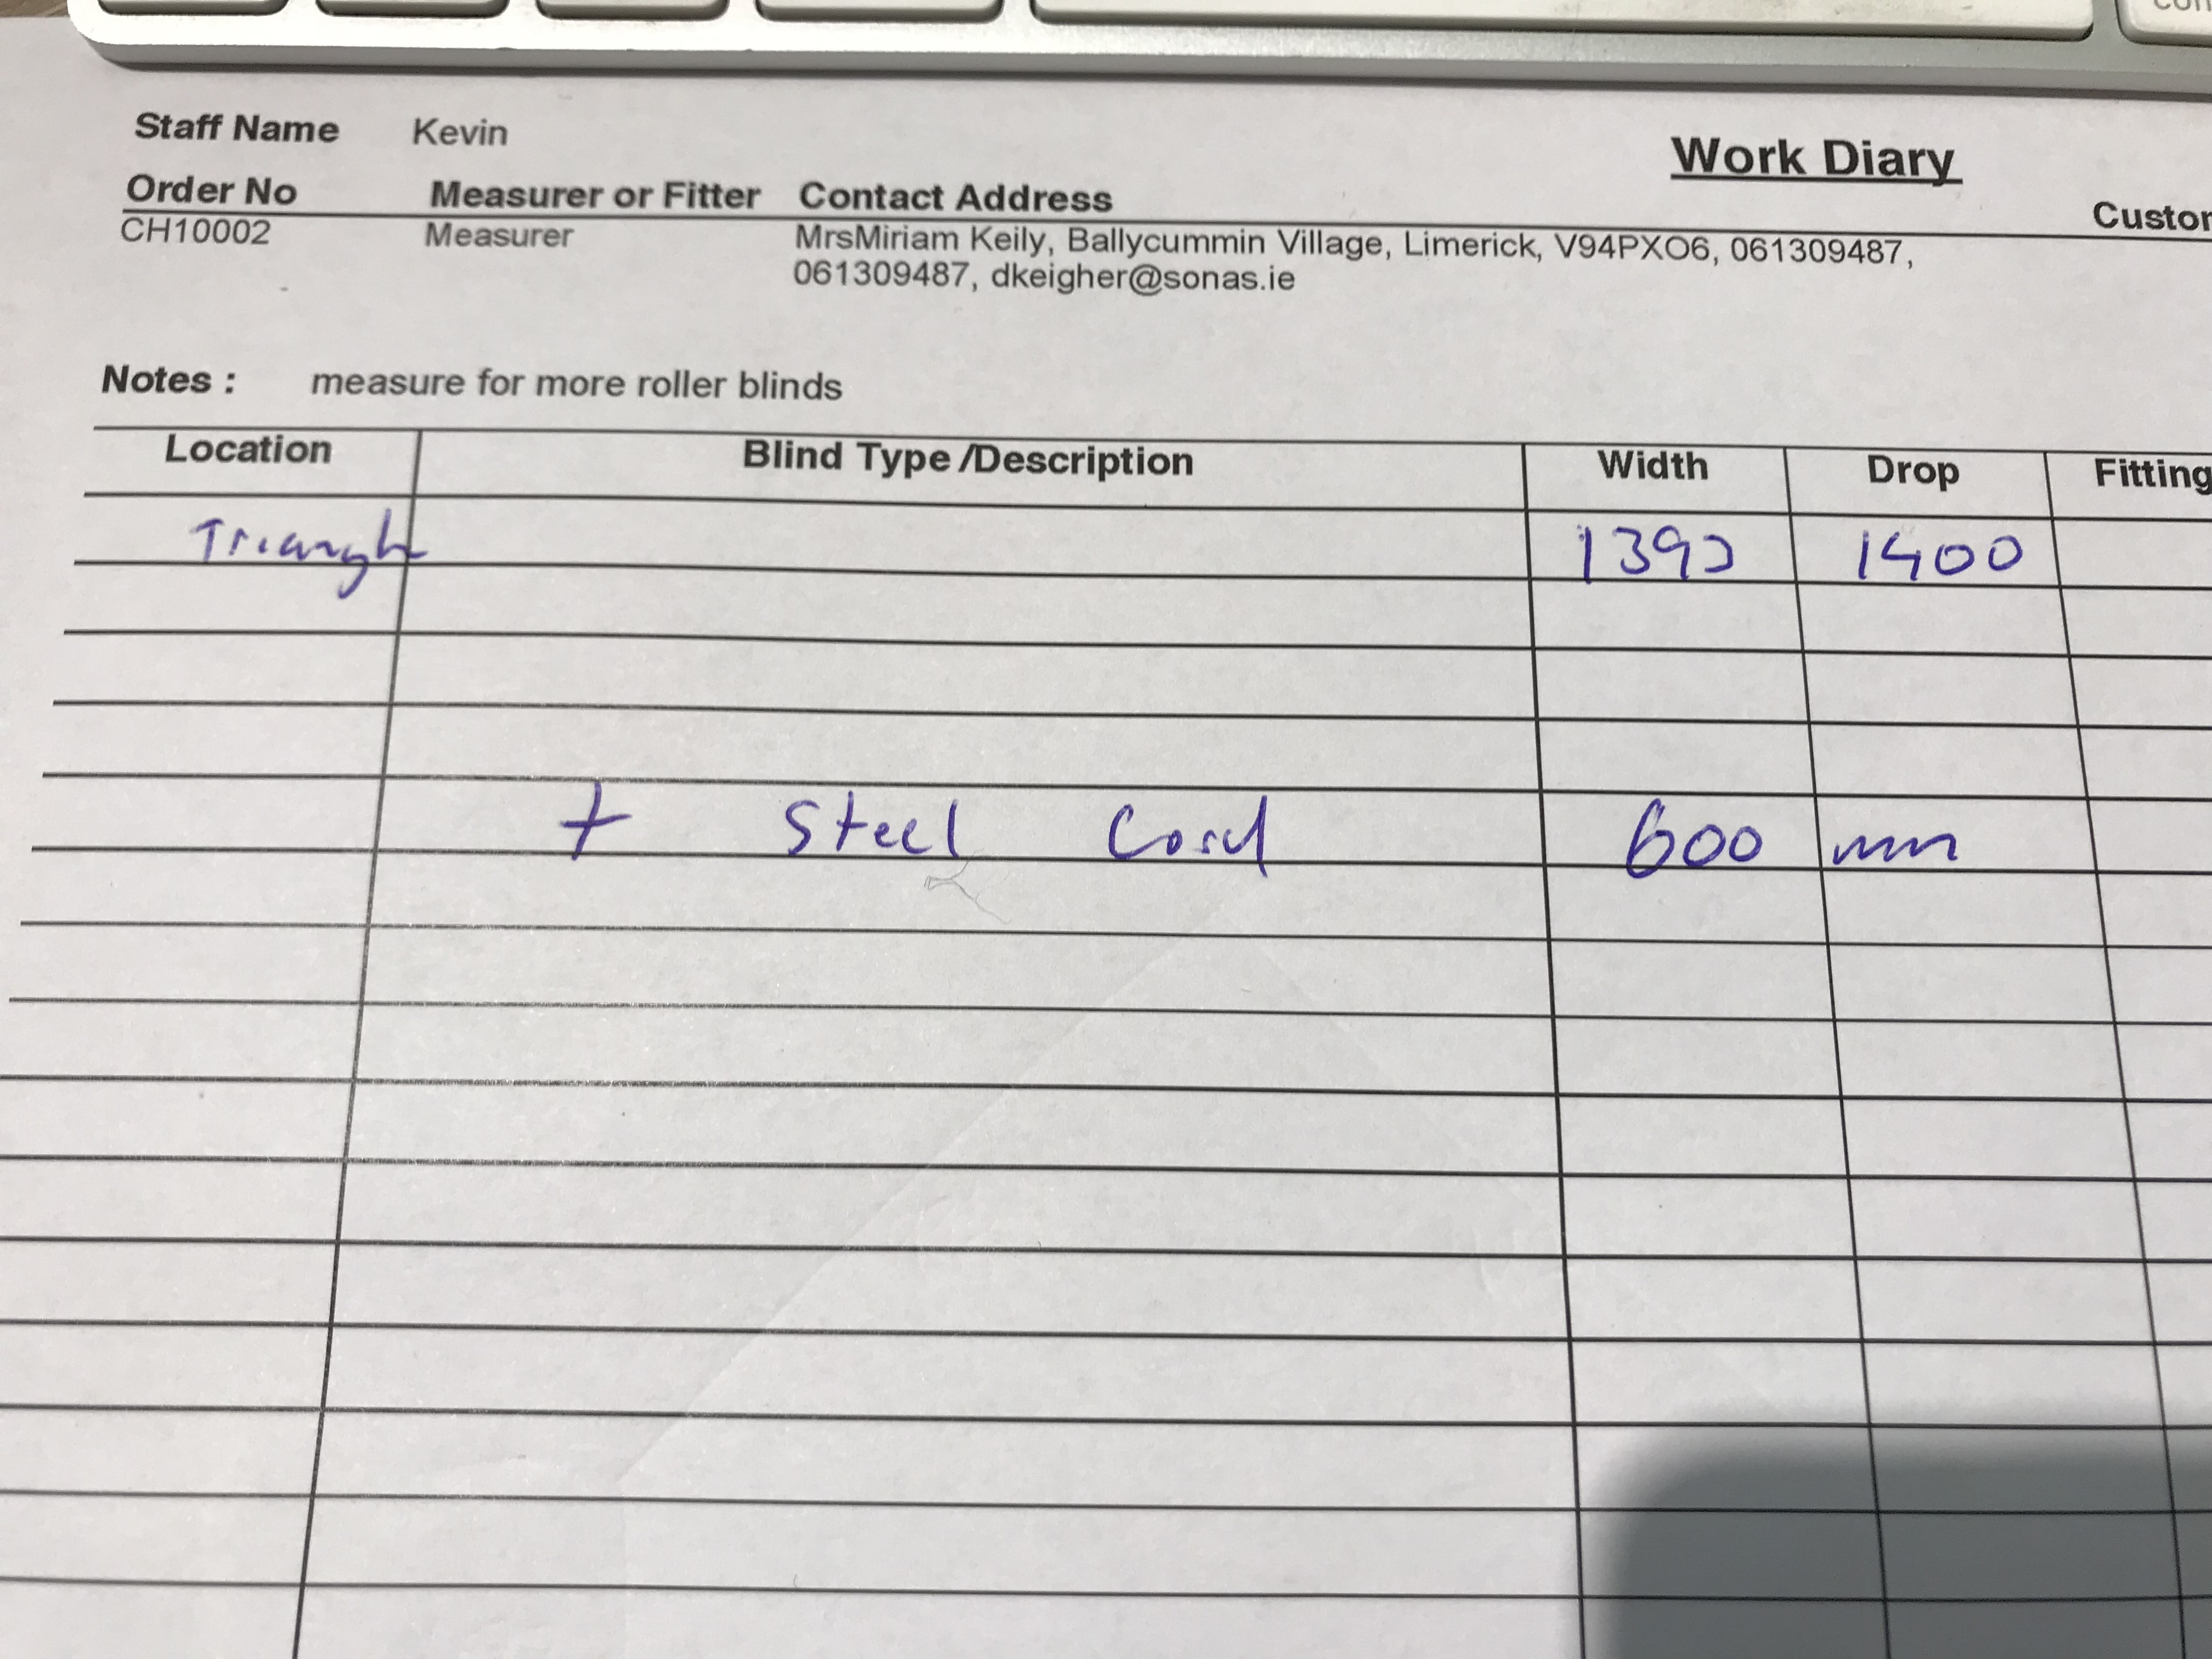 con
Staff Name Kevin
Work Diary
Order No Measurer or Fitter Contact Address
Custor
CH10002 Measurer MrsMiriam Keily, Ballycummin Village, Limerick, V94PXO6, 061309487,
061309487, dkeigher@sonas.ie
Notes : measure for more roller blinds
Location Blind Type /Description Width Drop Fitting
Triangle 1390 1400
+ Steel Cord 600 mm